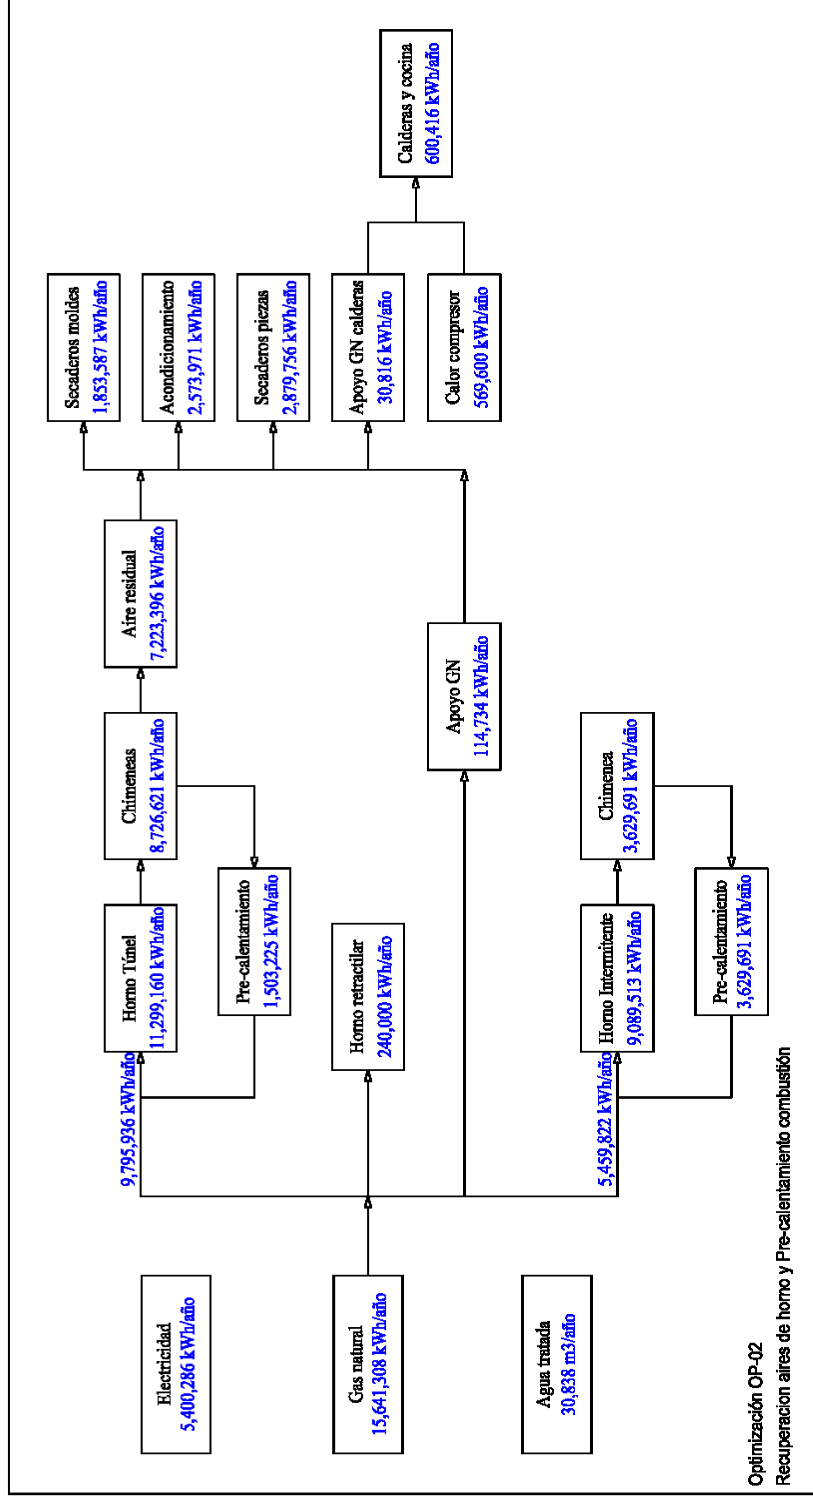 Electricidad
5,400,286 kWh/año
Gas natural
15,641,308 kWh/año
Agua tratada
30,838 m3/año
9,795,936 kWh/año
Horno Túnel
11,299,160 kWh/año
Pre-calentamiento
1,503,225 kWh/año
Chimeneas
8,726,621 kWh/año
Aire residual
7,223,396 kWh/año
Horno retractilar
240,000 kWh/año
Apoyo GN
114,734 kWh/año
5,459,822 kWh/año
Horno Intermitente
9,089,513 kWh/año
Pre-calentamiento
3,629,691 kWh/año
Chimenea
3,629,691 kWh/año
Secaderos moldes
1,853,587 kWh/año
Acondicionamiento
2,573,971 kWh/año
Secaderos piezas
2,879,756 kWh/año
Apoyo GN calderas
30,816 kWh/año
Calor compresor
569,600 kWh/año
Calderas y cocina
600,416 kWh/año
Optimización OP-02
Recuperacion aires de horno y Pre-calentamiento combustión